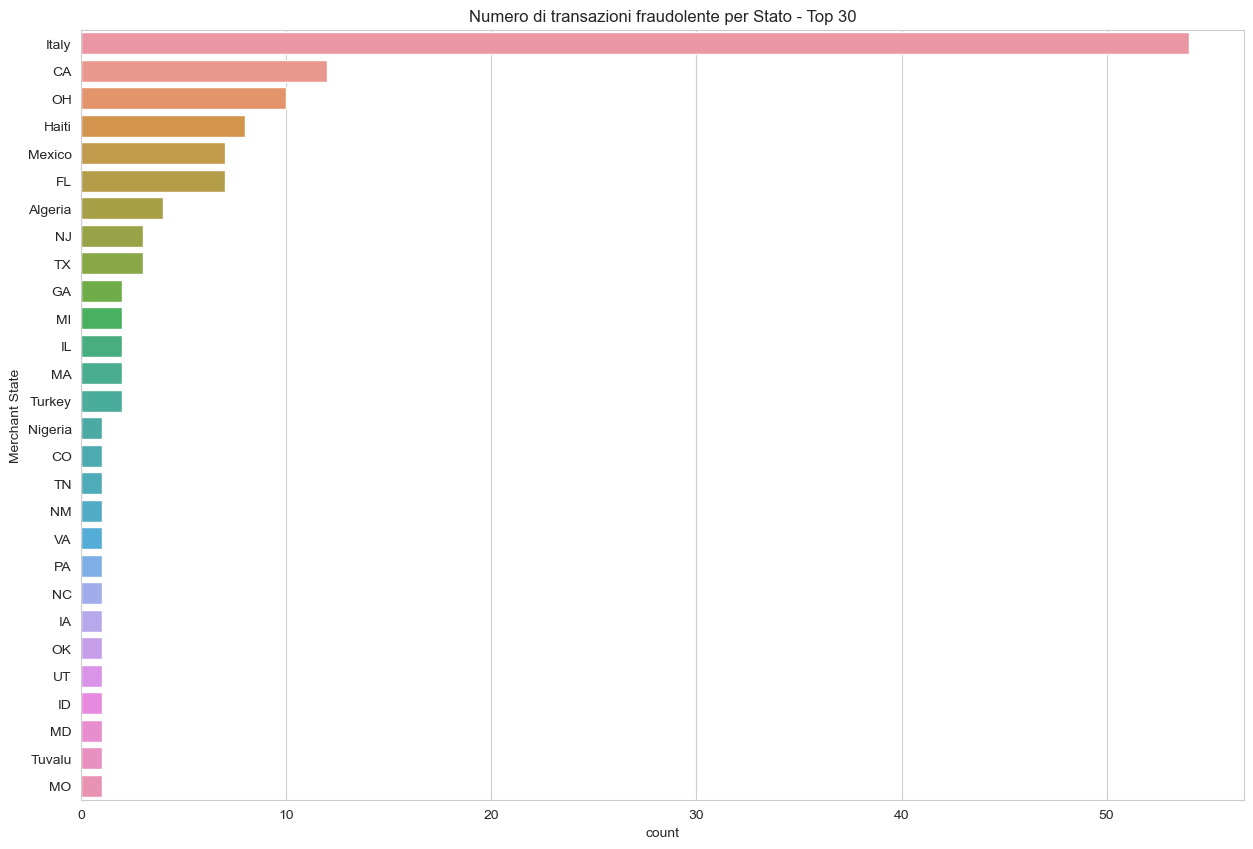 Numero di transazioni fraudolente per Stato - Top 30
Merchant State
Italy
CA
OH
Haiti
Mexico
FL
Algeria
NJ
TX
GA
MI
IL
MA
Turkey
Nigeria
CO
TN
NM
VA
PA
NC
IA
OK
UT
ID
MD
Tuvalu
MO
0 10 20 30 40 50
count